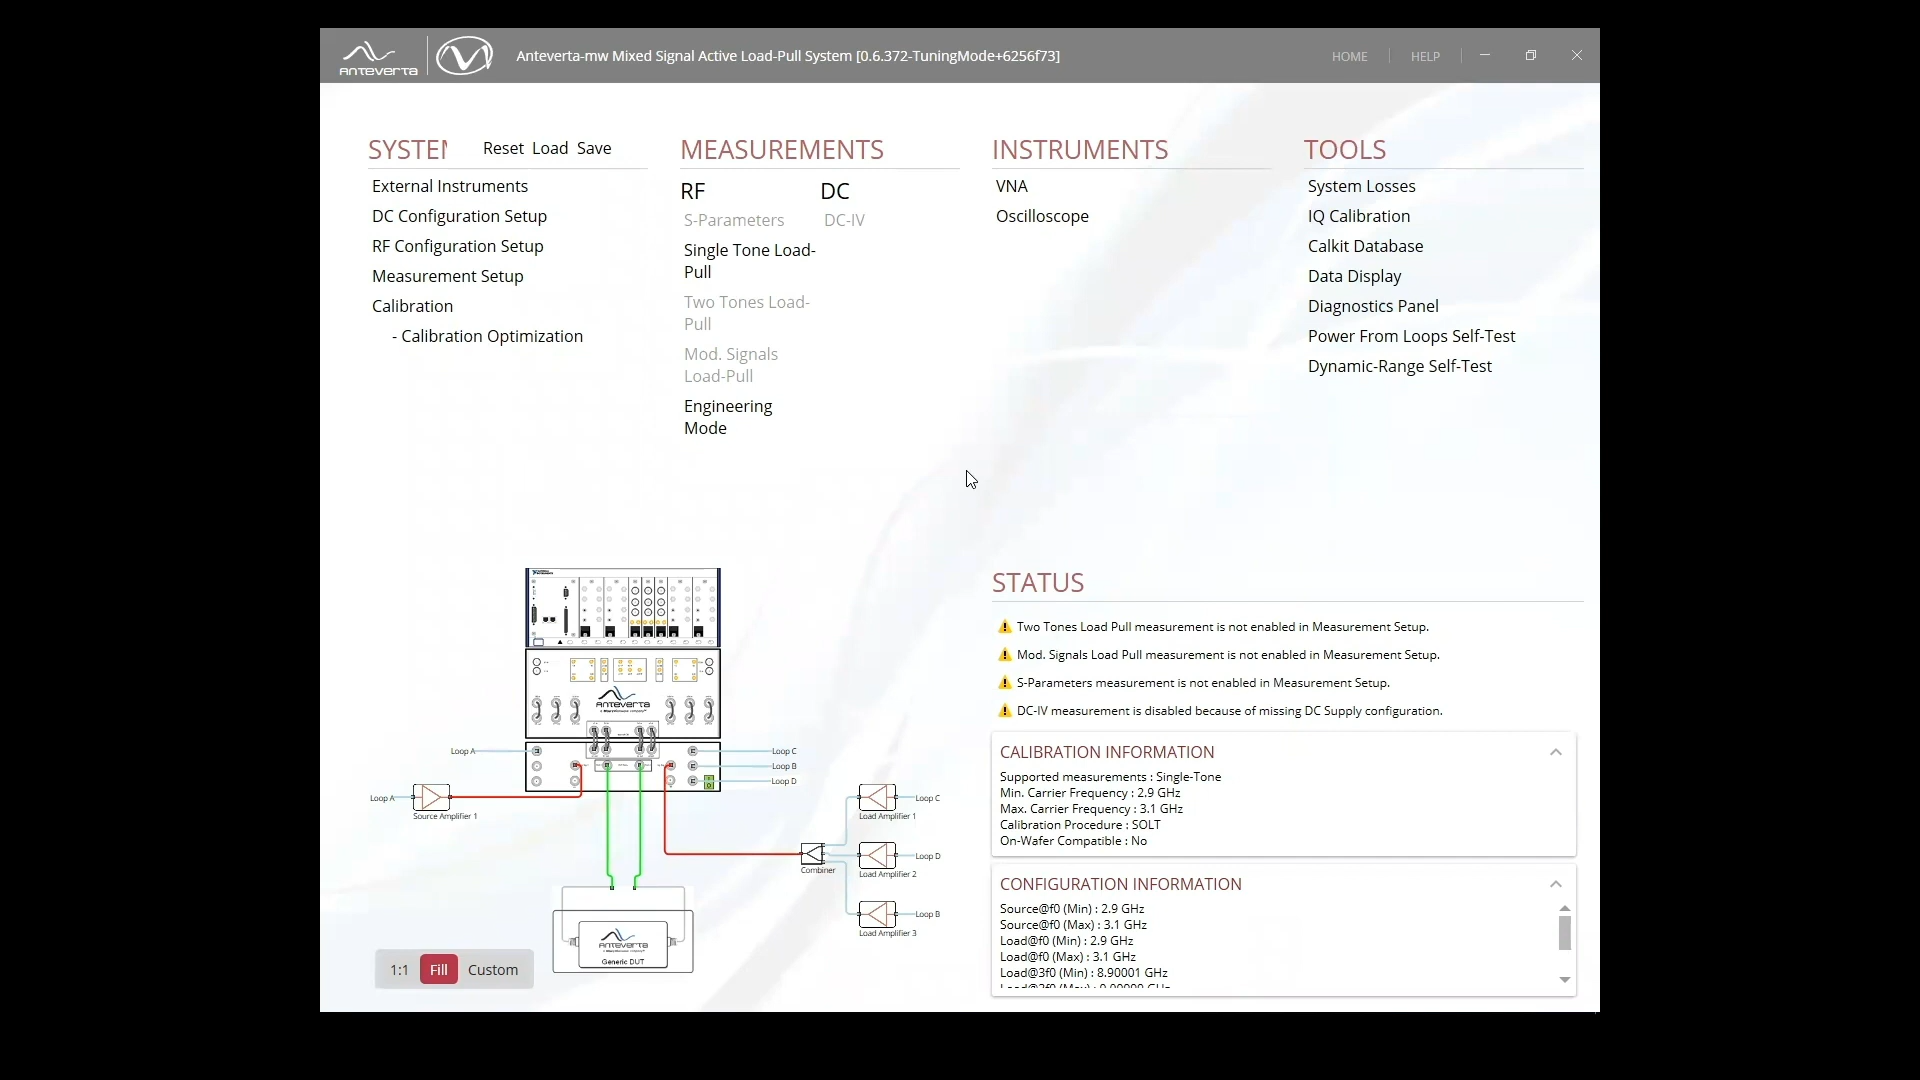 ANTEVERTA
Anteverta-mw Mixed Signal Active Load-Pull System [0.6.372-TuningMode+6256f73]
HOME
HELP
SYSTEM
Reset Load Save
External Instruments
DC Configuration Setup
RF Configuration Setup
Measurement Setup
Calibration
- Calibration Optimization
MEASUREMENTS
RF
S-Parameters
Single Tone Load-
Pull
Two Tones Load-
Pull
Mod. Signals
Load-Pull
Engineering
Mode
DC
DC-IV
INSTRUMENTS
VNA
Oscilloscope
TOOLS
System Losses
IQ Calibration
Calkit Database
Data Display
Diagnostics Panel
Power From Loops Self-Test
Dynamic-Range Self-Test
ANTEVERTA
Loop A
Loop C
Loop B
Loop D
Loop A
Source Amplifier 1
Loop C
Load Amplifier 1
Combiner
Loop D
Load Amplifier 2
Loop B
Load Amplifier 3
ANTEVERTA
Generic DUT
1:1
Fill
Custom
STATUS
Two Tones Load Pull measurement is not enabled in Measurement Setup.
Mod. Signals Load Pull measurement is not enabled in Measurement Setup.
S-Parameters measurement is not enabled in Measurement Setup.
DC-IV measurement is disabled because of missing DC Supply configuration.
CALIBRATION INFORMATION
Supported measurements : Single-Tone
Min. Carrier Frequency : 2.9 GHz
Max. Carrier Frequency : 3.1 GHz
Calibration Procedure : SOLT
On-Wafer Compatible : No
CONFIGURATION INFORMATION
Source@f0 (Min) : 2.9 GHz
Source@f0 (Max) : 3.1 GHz
Load@f0 (Min) : 2.9 GHz
Load@f0 (Max) : 3.1 GHz
Load@3f0 (Min) : 8.90001 GHz